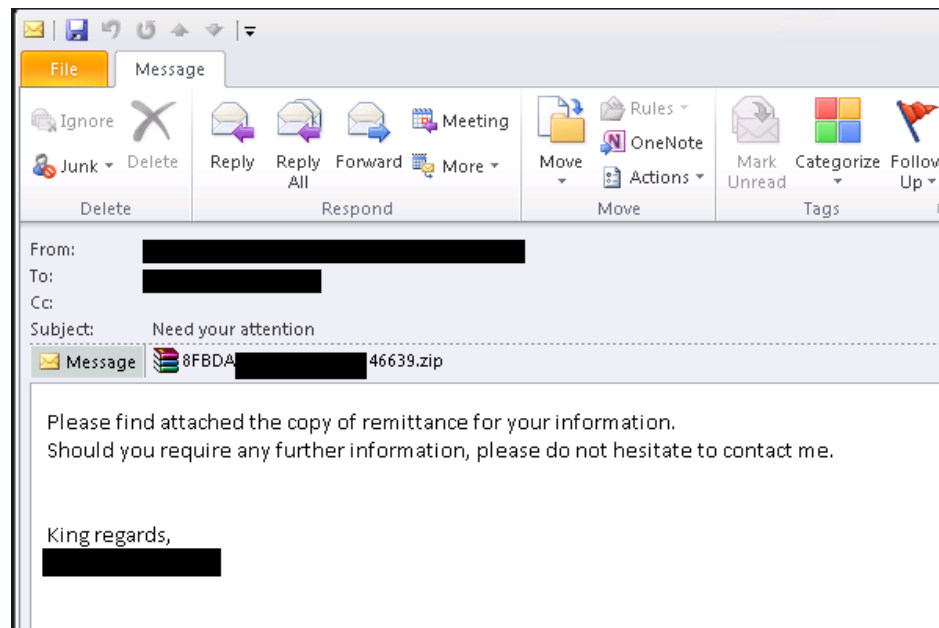 File Message
Ignore
Junk
Delete
Reply
Reply All
Forward
Meeting
More
Move
Rules
OneNote
Actions
Mark Unread
Categorize
Follow Up
Delete Respond Move Tags
From:
To:
Cc:
Subject: Need your attention
Message 8FBDA 46639.zip
Please find attached the copy of remittance for your information.
Should you require any further information, please do not hesitate to contact me.
King regards,